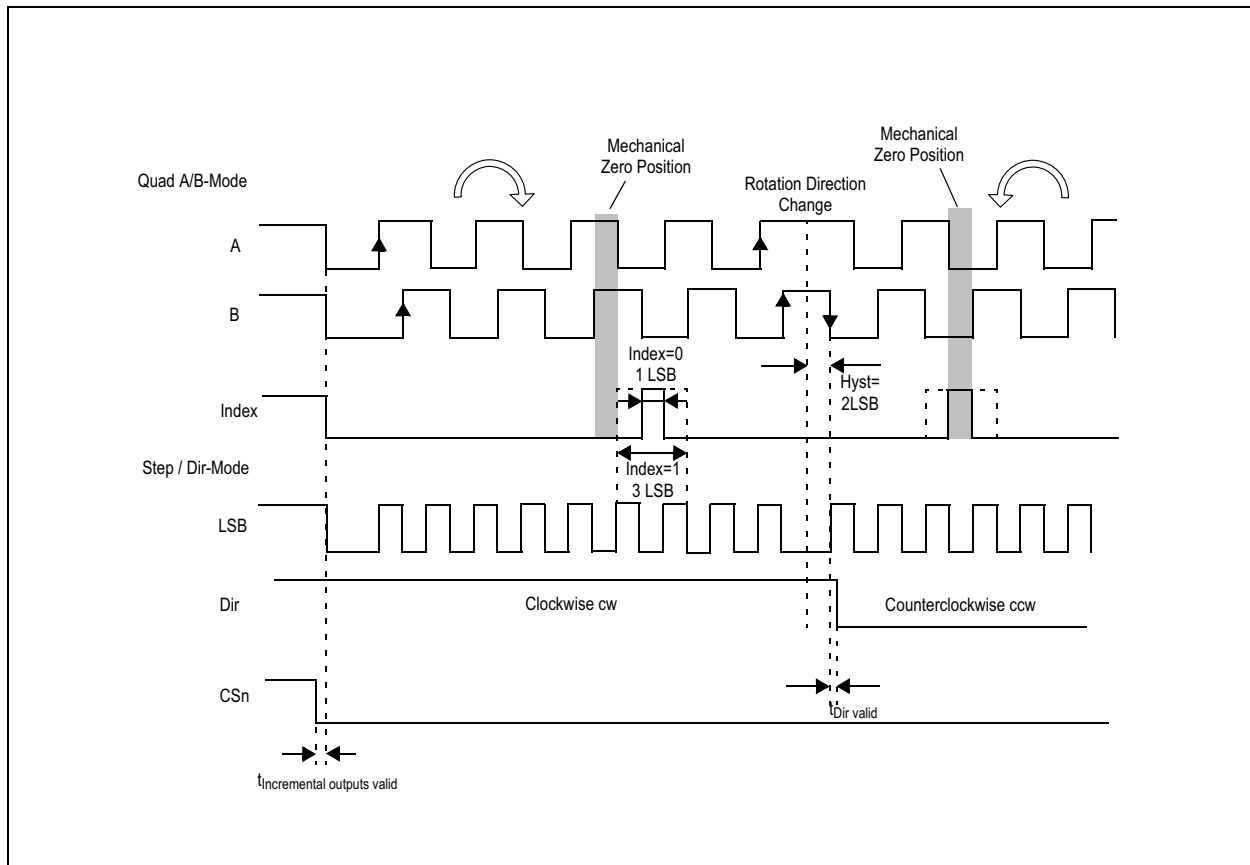 Mechanical
Zero Position
Mechanical
Zero Position
Quad A/B-Mode
Rotation Direction
Change
A
B
Index=0
1 LSB
Hyst=
2LSB
Index
Step / Dir-Mode
Index=1
3 LSB
LSB
Dir
Clockwise cw
Counterclockwise ccw
CSn
tDir valid
tIncremental outputs valid